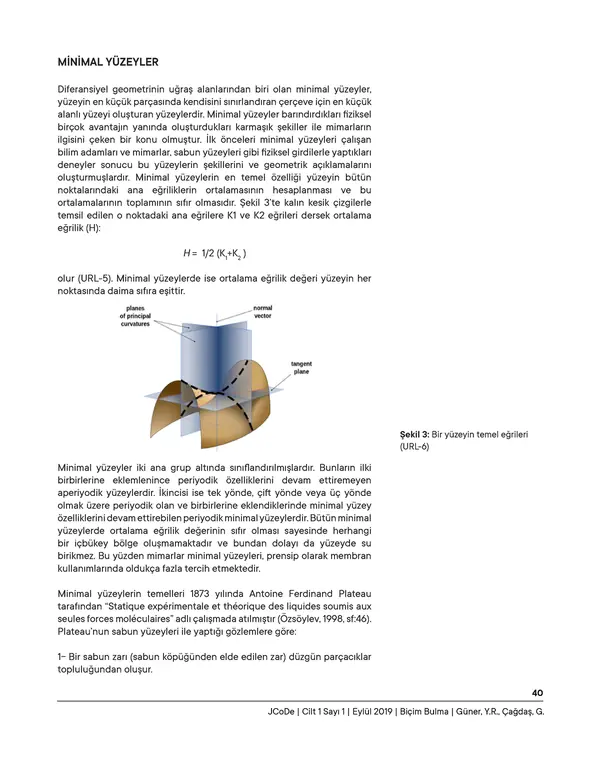 MİNİMAL YÜZEYLER
Diferansiyel geometrinin uğraş alanlarından biri olan minimal yüzeyler,
yüzeyin en küçük parçasında kendisini sınırlandıran çerçeve için en küçük
alanlı yüzeyi oluşturan yüzeylerdir. Minimal yüzeyler barındırdıkları fiziksel
birçok avantajın yanında oluşturdukları karmaşık şekiller ile mimarların
ilgisini çeken bir konu olmuştur. İlk önceleri minimal yüzeyleri çalışan
bilim adamları ve mimarlar, sabun yüzeyleri gibi fiziksel girdilerle yaptıkları
deneyler sonucu bu yüzeylerin şekillerini ve geometrik açıklamalarını
oluşturmuşlardır. Minimal yüzeylerin en temel özelliği yüzeyin bütün
noktalarındaki ana eğriliklerin ortalamasının hesaplanması ve bu
ortalamalarının toplamının sıfır olmasıdır. Şekil 3'te kalın kesik çizgilerle
temsil edilen o noktadaki ana eğrilere K1 ve K2 eğrileri dersek ortalama
eğrilik (H):
H = 1/2 (K₁+K₂ )
olur (URL-5). Minimal yüzeylerde ise ortalama eğrilik değeri yüzeyin her
noktasında daima sıfıra eşittir.
planes
of principal
curvatures
normal
vector
tangent
plane
Şekil 3: Bir yüzeyin temel eğrileri
(URL-6)
Minimal yüzeyler iki ana grup altında sınıflandırılmışlardır. Bunların ilki
birbirlerine eklemlenince periyodik özelliklerini devam ettiremeyen
aperiyodik yüzeylerdir. İkincisi ise tek yönde, çift yönde veya üç yönde
olmak üzere periyodik olan ve birbirlerine eklendiklerinde minimal yüzey
özelliklerini devam ettirebilen periyodik minimal yüzeylerdir. Bütün minimal
yüzeylerde ortalama eğrilik değerinin sıfır olması sayesinde herhangi
bir içbükey bölge oluşmamaktadır ve bundan dolayı da yüzeyde su
birikmez. Bu yüzden mimarlar minimal yüzeyleri, prensip olarak membran
kullanımlarında oldukça fazla tercih etmektedir.
Minimal yüzeylerin temelleri 1873 yılında Antoine Ferdinand Plateau
tarafından “Statique expérimentale et théorique des liquides soumis aux
seules forces moléculaires” adlı çalışmada atılmıştır (Özsöylev, 1998, sf:46).
Plateau'nun sabun yüzeyleri ile yaptığı gözlemlere göre:
1– Bir sabun zarı (sabun köpüğünden elde edilen zar) düzgün parçacıklar
topluluğundan oluşur.
40
JCoDe | Cilt 1 Sayı 1 | Eylül 2019 | Biçim Bulma | Güner, Y.R., Çağdaş, G.